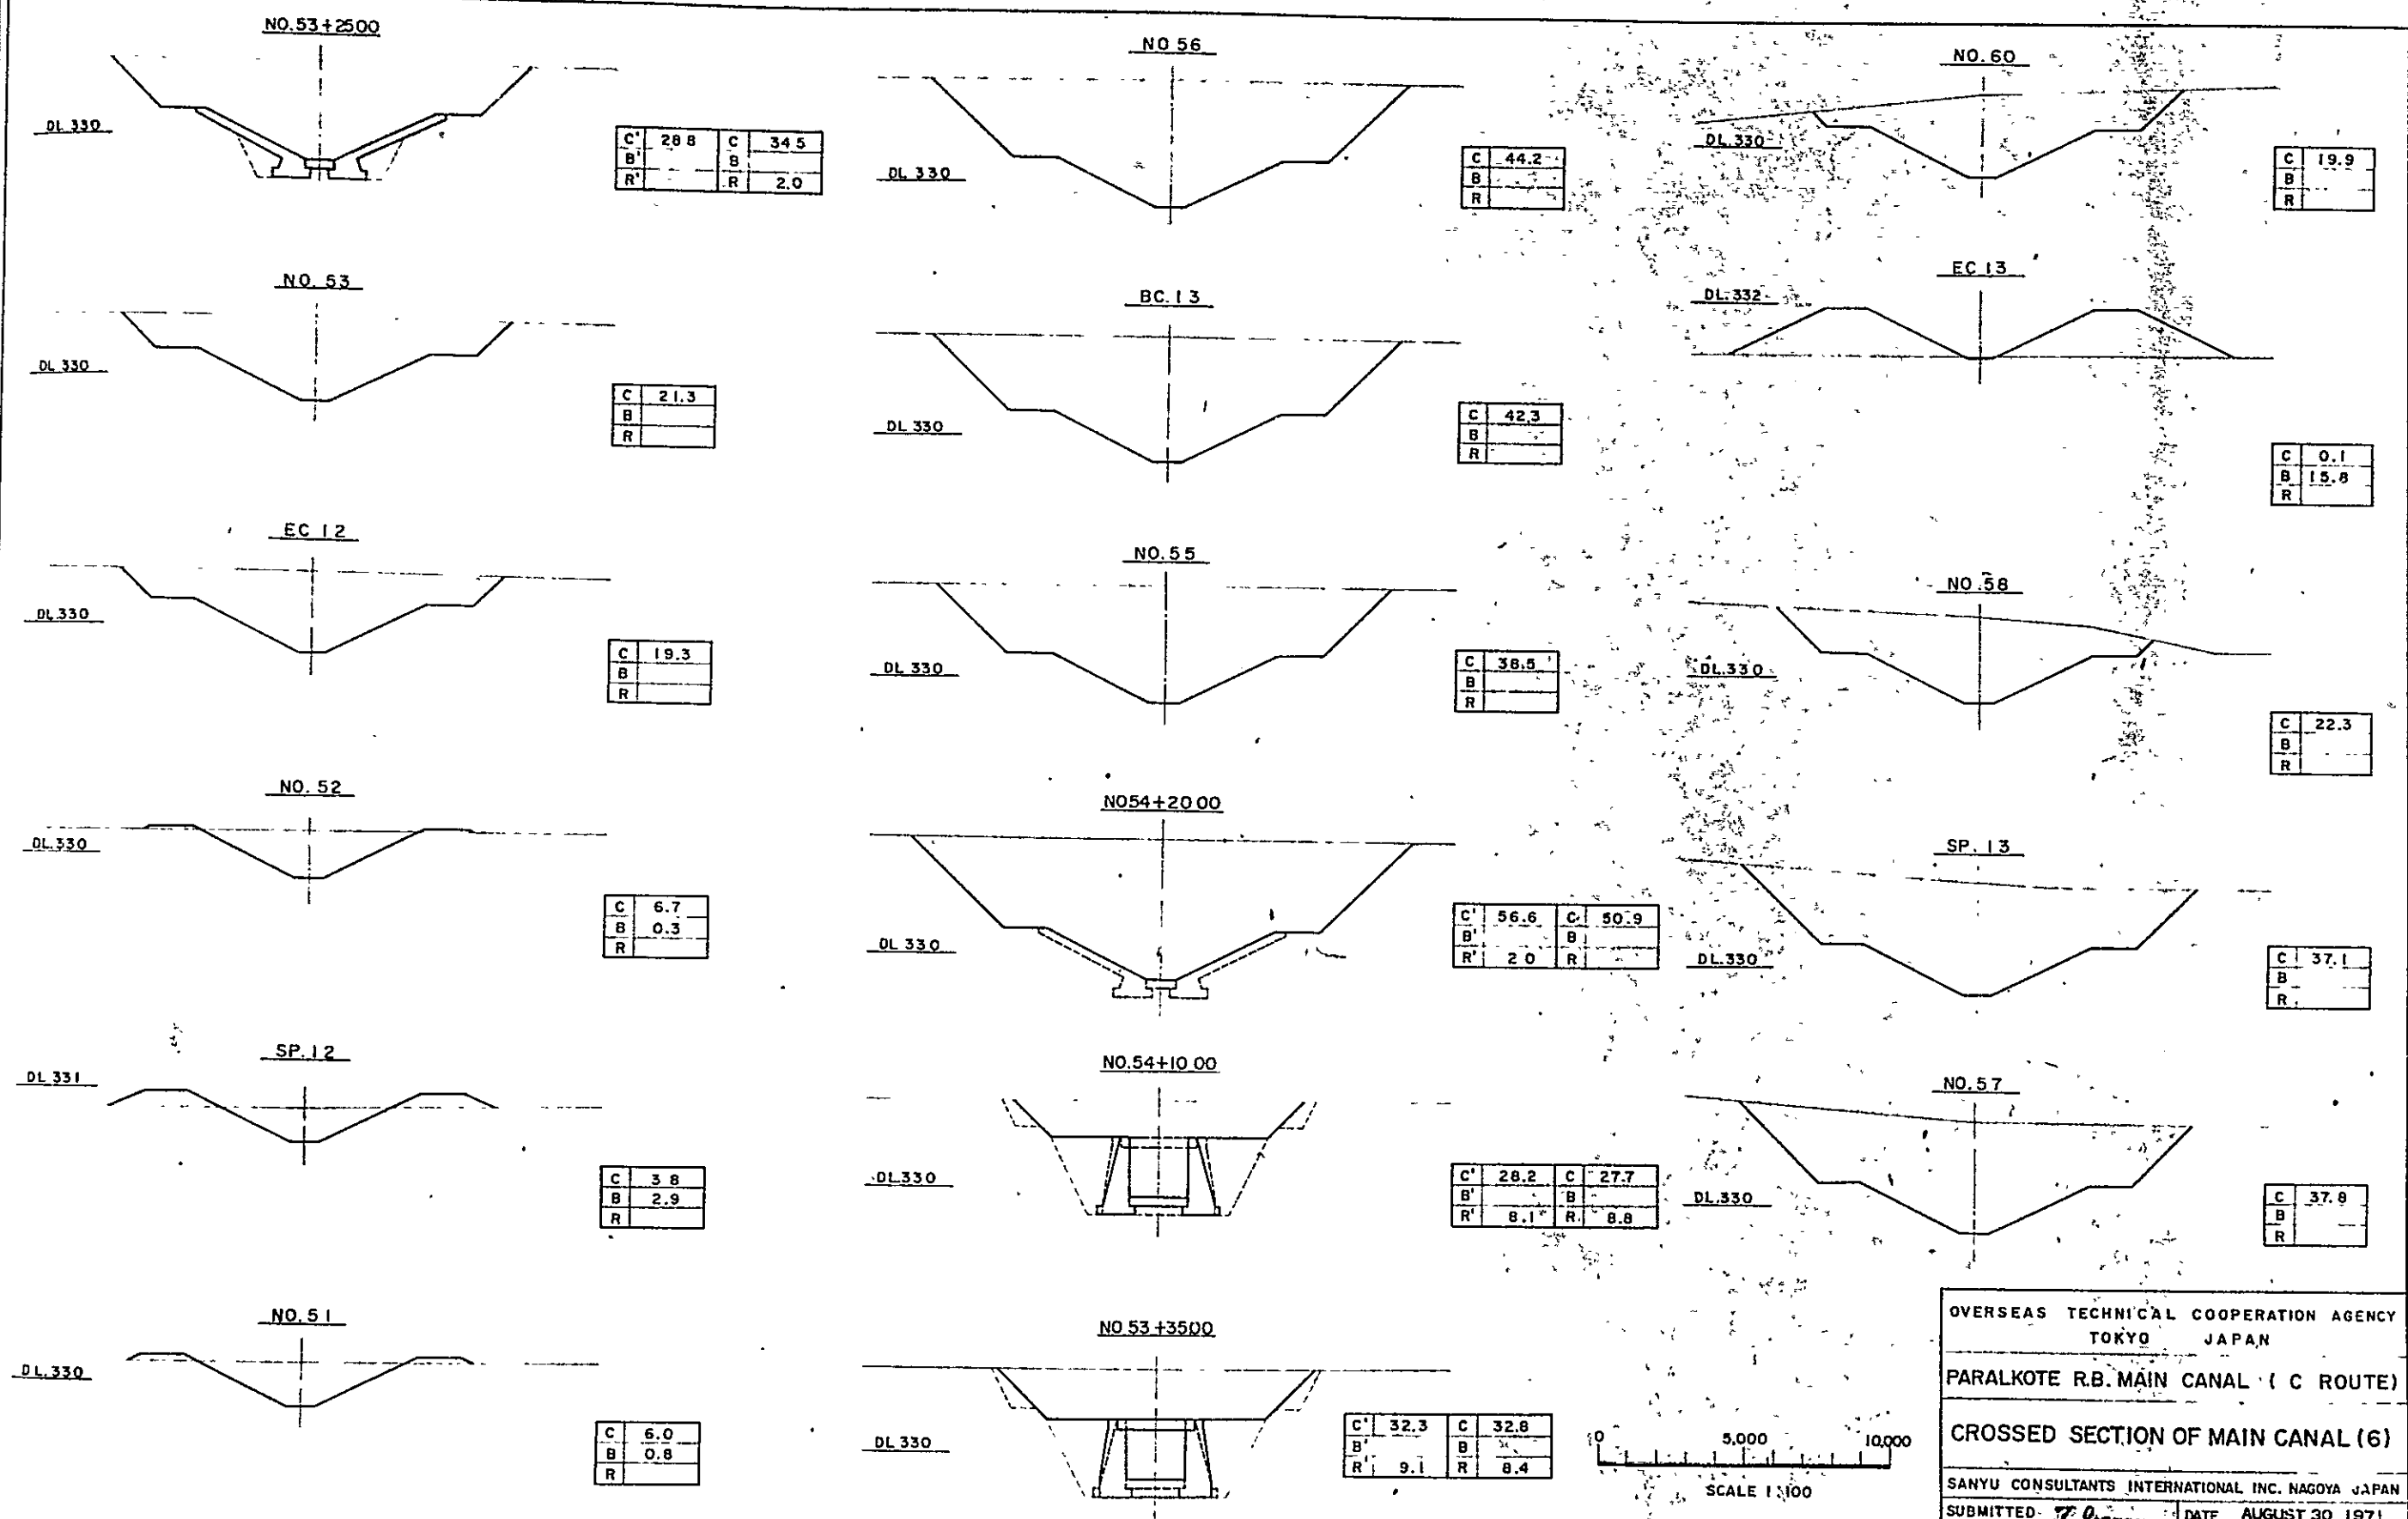 NO.53+2500
DL 330
C' 28.8 C 34.5
B' B
R' R 2.0
NO. 53
DL 330
C 21.3
B
R
EC 12
DL.330
C 19.3
B
R
NO. 52
DL.330
C 6.7
B 0.3
R
SP. 12
DL 331
C 3.8
B 2.9
R
NO. 51
DL.330
C 6.0
B 0.8
R
NO 56
DL 330
C 44.2
B
R
BC. 13
DL 330
C 42.3
B
R
NO. 55
DL 330
C 38.5
B
R
NO54+20 00
DL 330
C' 56.6 C 50.9
B' B
R' 2.0 R
NO.54+10 00
DL330
C' 28.2 C 27.7
B' B
R' 8.1 R 8.8
NO 53 +3500
DL 330
C' 32.3 C 32.8
B' B
R' 9.1 R 8.4
NO. 60
DL.330
C 19.9
B
R
EC 13
DL.332
C 0.1
B 15.8
R
NO. 58
DL.330
C 22.3
B
R
SP. 13
DL.330
C 37.1
B
R
NO. 57
DL.330
C 37.8
B
R
0 5,000 10,000
SCALE 1:100
OVERSEAS TECHNICAL COOPERATION AGENCY
TOKYO JAPAN
PARALKOTE R.B. MAIN CANAL ( C ROUTE)
CROSSED SECTION OF MAIN CANAL (6)
SANYU CONSULTANTS INTERNATIONAL INC. NAGOYA JAPAN
SUBMITTED DATE AUGUST 30 1971